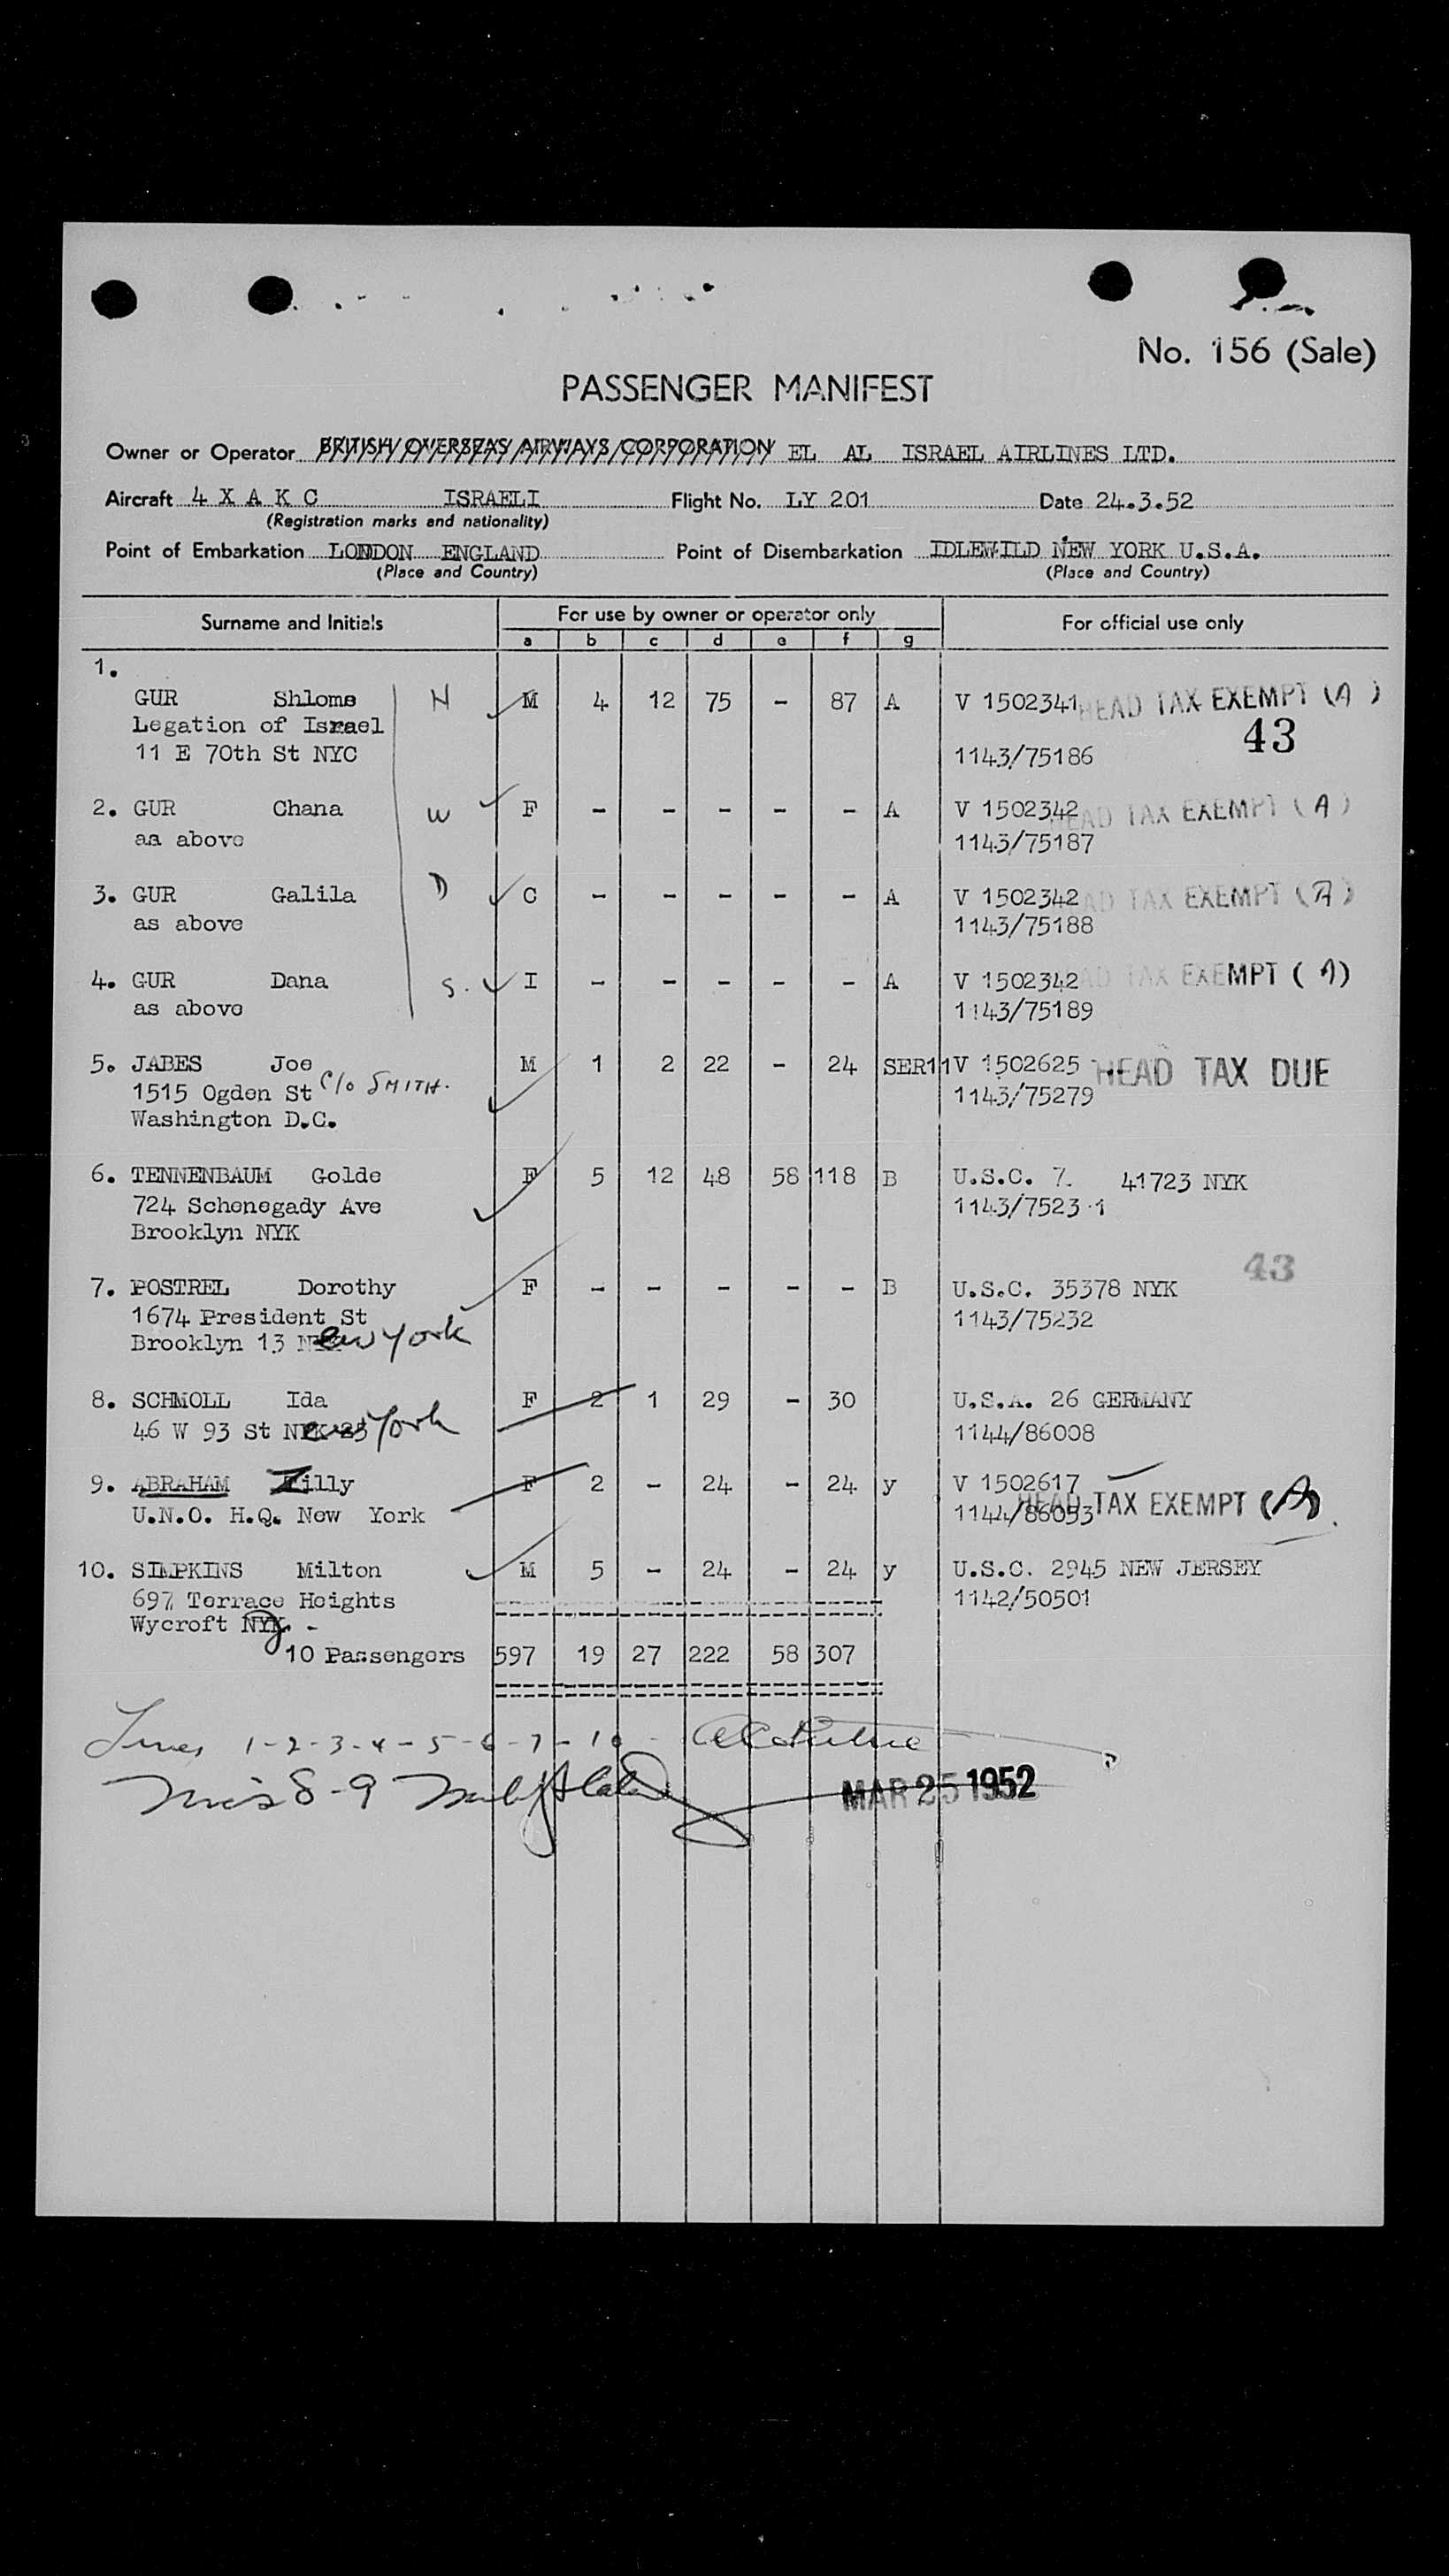 No. 156 (Sale)
PASSENGER MANIFEST
Owner or Operator BRITISH OVERSEAS AIRWAYS CORPORATION EL AL ISRAEL AIRLINES LTD.
Aircraft 4 X A K C ISRAELI Flight No. LY 201 Date 24.3.52
(Registration marks and nationality)
Point of Embarkation LONDON ENGLAND Point of Disembarkation IDLEWILD NEW YORK U.S.A.
(Place and Country) (Place and Country)
Surname and Initials For use by owner or operator only For official use only
a b c d e f g
1.
GUR Shlome H M 4 12 75 - 87 A V 1502341 HEAD TAX EXEMPT (A)
Legation of Israel 43
11 E 70th St NYC 1143/75186
2. GUR Chana W F - - - - - A V 1502342 HEAD TAX EXEMPT (A)
as above 1143/75187
3. GUR Galila D C - - - - - A V 1502342 HEAD TAX EXEMPT (A)
as above 1143/75188
4. GUR Dana S. I - - - - - A V 1502342 HEAD TAX EXEMPT (A)
as above 1143/75189
5. JABES Joe M 1 2 22 - 24 SER11 V 1502625 HEAD TAX DUE
1515 Ogden St C/o SMITH. 1143/75279
Washington D.C.
6. TENNENBAUM Golde F 5 12 48 58 118 B U.S.C. 7. 41723 NYK
724 Schenegady Ave 1143/75231
Brooklyn NYK
7. POSTREL Dorothy F - - - - - B U.S.C. 35378 NYK 43
1674 President St 1143/75232
Brooklyn 13 New York
8. SCHMOLL Ida F 2 1 29 - 30 U.S.A. 26 GERMANY
46 W 93 St New York 1144/86008
9. ABRAHAM Zilly F 2 - 24 - 24 y V 1502617
U.N.O. H.Q. New York 1144/86053 HEAD TAX EXEMPT (A)
10. SIMPKINS Milton M 5 - 24 - 24 y U.S.C. 2945 NEW JERSEY
697 Terrace Heights 1142/50501
Wycroft NYK. -
10 Passengers 597 19 27 222 58 307
Lines 1-2-3-4-5-6-7-10 -
8-9
MAR 25 1952